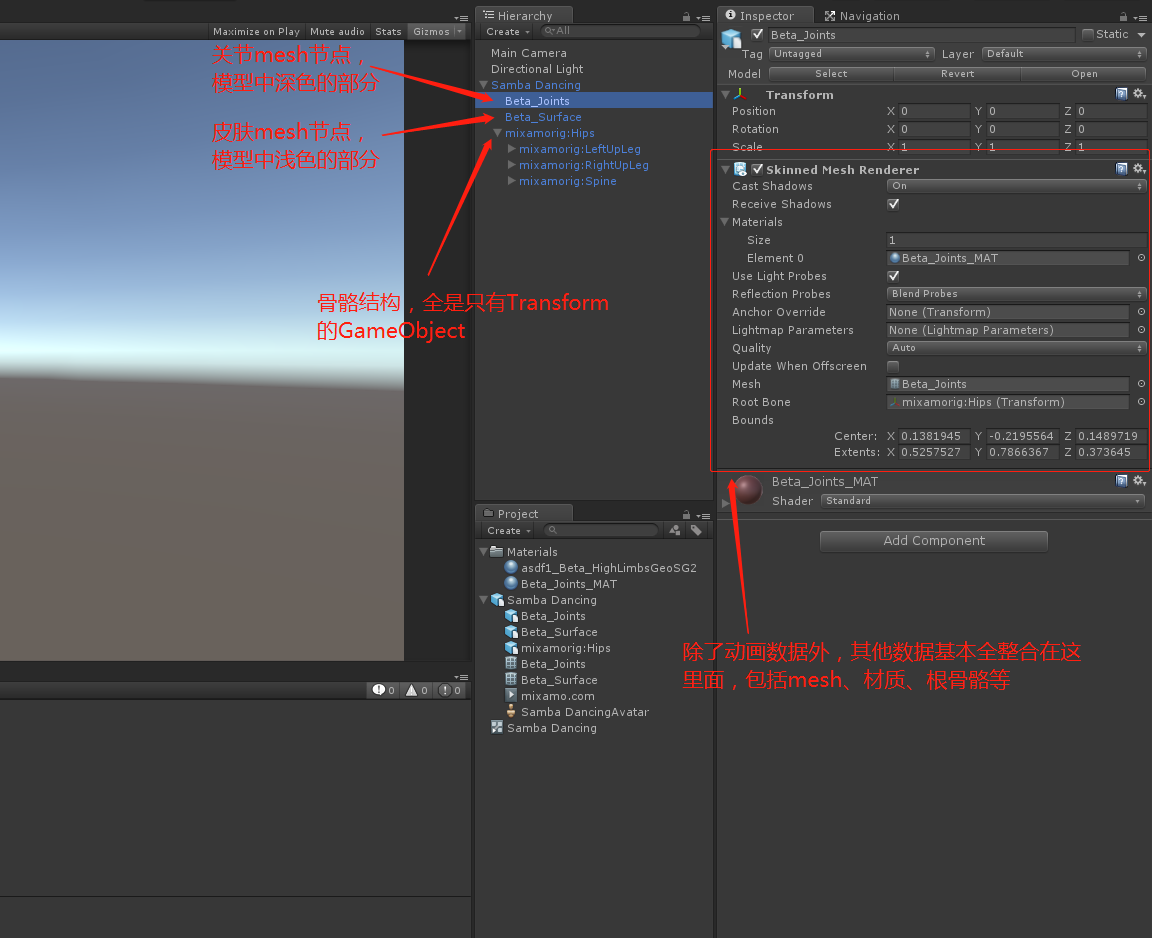 Maximize on Play Mute audio Stats Gizmos
关节mesh节点，
模型中深色的部分
皮肤mesh节点，
模型中浅色的部分
骨骼结构，全是只有Transform
的GameObject
0 0 0
Hierarchy
Create All
Main Camera
Directional Light
Samba Dancing
Beta_Joints
Beta_Surface
mixamorig:Hips
mixamorig:LeftUpLeg
mixamorig:RightUpLeg
mixamorig:Spine
Project
Create
Materials
asdf1_Beta_HighLimbsGeoSG2
Beta_Joints_MAT
Samba Dancing
Beta_Joints
Beta_Surface
mixamorig:Hips
Beta_Joints
Beta_Surface
mixamo.com
Samba DancingAvatar
Samba Dancing
Inspector Navigation
Beta_Joints Static
Tag Untagged Layer Default
Model Select Revert Open
Transform
Position X 0 Y 0 Z 0
Rotation X 0 Y 0 Z 0
Scale X 1 Y 1 Z 1
Skinned Mesh Renderer
Cast Shadows On
Receive Shadows
Materials
Size 1
Element 0 Beta_Joints_MAT
Use Light Probes
Reflection Probes Blend Probes
Anchor Override None (Transform)
Lightmap Parameters None (Lightmap Parameters)
Quality Auto
Update When Offscreen
Mesh Beta_Joints
Root Bone mixamorig:Hips (Transform)
Bounds
Center: X 0.1381945 Y -0.2195564 Z 0.1489719
Extents: X 0.5257527 Y 0.7866367 Z 0.373645
Beta_Joints_MAT
Shader Standard
Add Component
除了动画数据外，其他数据基本全整合在这
里面，包括mesh、材质、根骨骼等